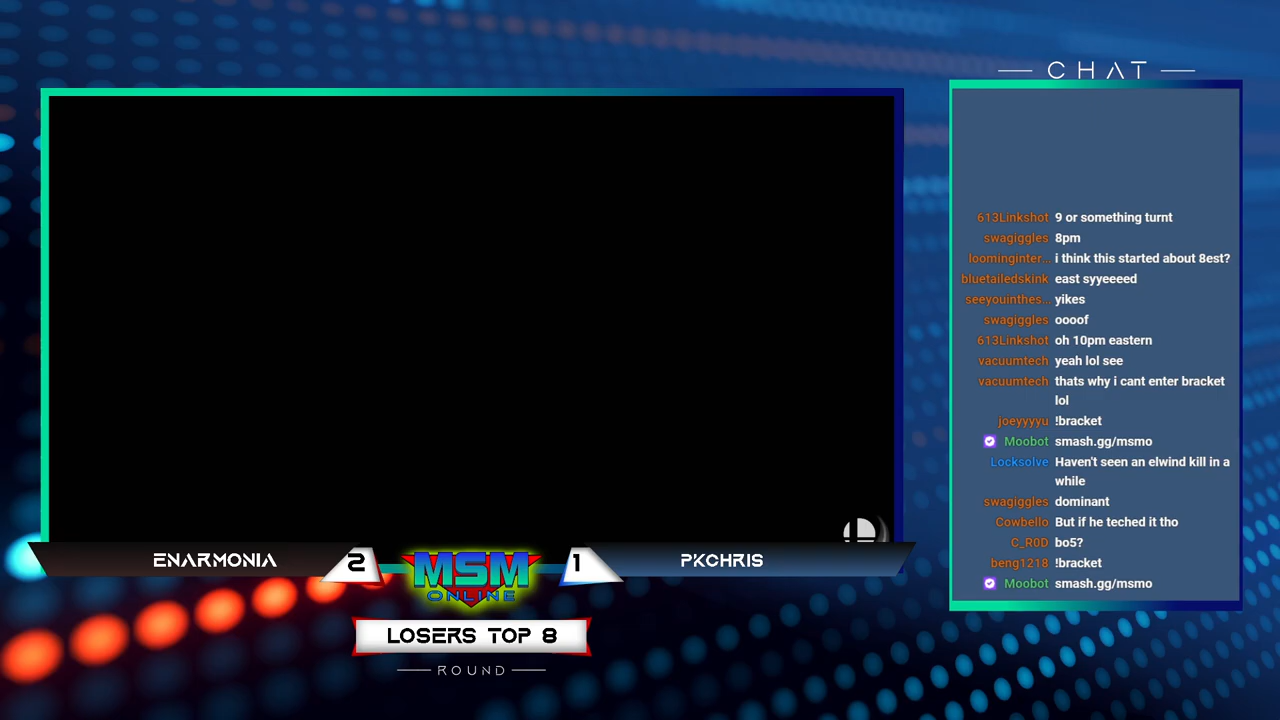 CHAT
613Linkshot 9 or something turnt
swagiggles 8pm
loominginter... i think this started about 8est?
bluetailedskink east syyeeeed
seeyouinthes... yikes
swagiggles oooof
613Linkshot oh 10pm eastern
vacuumtech yeah lol see
vacuumtech thats why i cant enter bracket
lol
joeyyyyu !bracket
Moobot smash.gg/msmo
Locksolve Haven't seen an elwind kill in a
while
swagiggles dominant
Cowbello But if he teched it tho
C_R0D bo5?
beng1218 !bracket
Moobot smash.gg/msmo
ENARMONIA 2 MSM 1 PKCHRIS
ONLINE
LOSERS TOP 8
ROUND